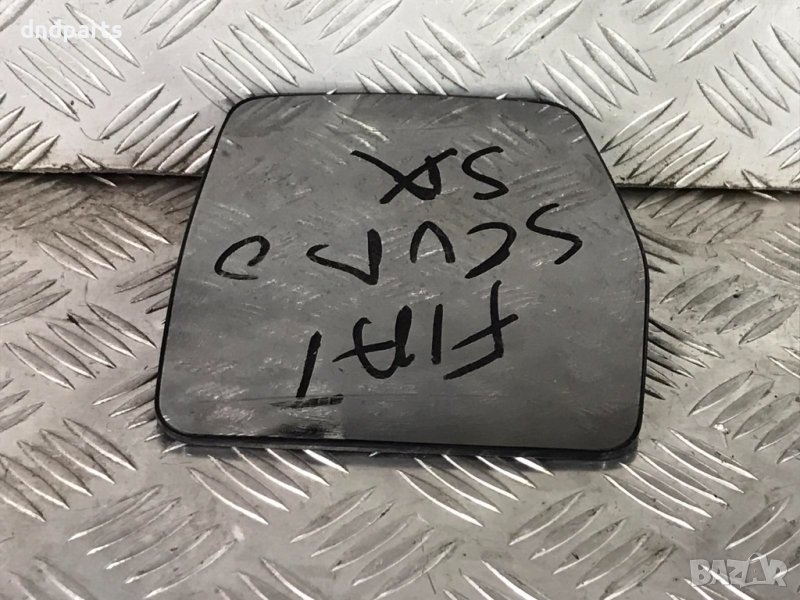 dndparts
FIAT
SCUDO
SX
BAZAR